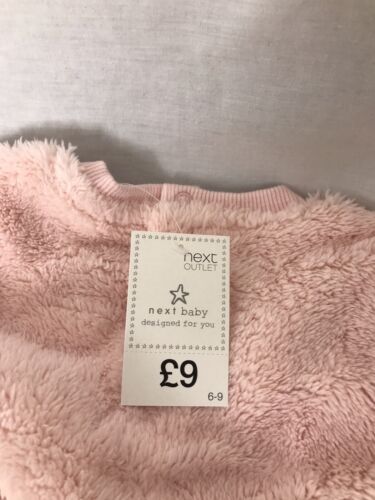 next
OUTLET
next baby
designed for you
£9
6-9